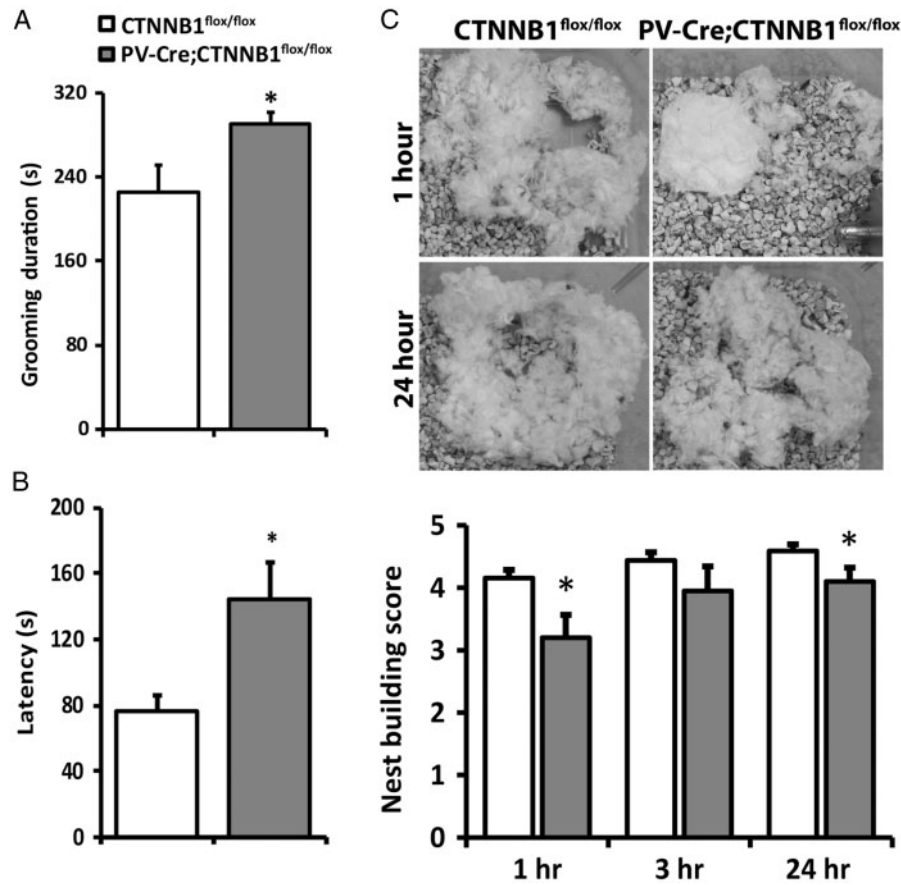 A
CTNNB1flox/flox
PV-Cre;CTNNB1flox/flox
320
240
160
80
0
Grooming duration (s)
*
B
200
160
120
80
40
0
Latency (s)
*
C
CTNNB1flox/flox PV-Cre;CTNNB1flox/flox
1 hour
24 hour
5
4
3
2
1
0
Nest building score
*
*
1 hr 3 hr 24 hr